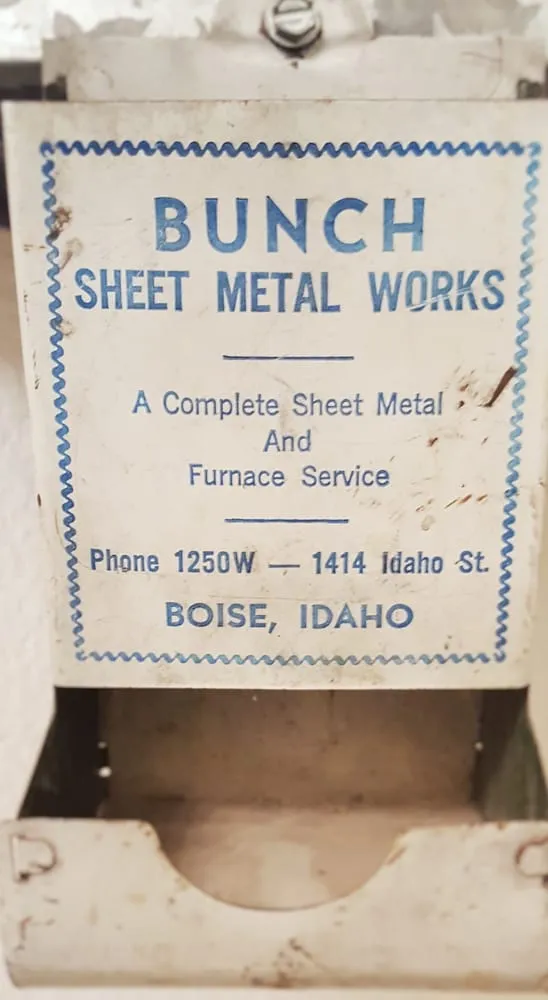 BUNCH
SHEET METAL WORKS
A Complete Sheet Metal
And
Furnace Service
Phone 1250W — 1414 Idaho St.
BOISE, IDAHO